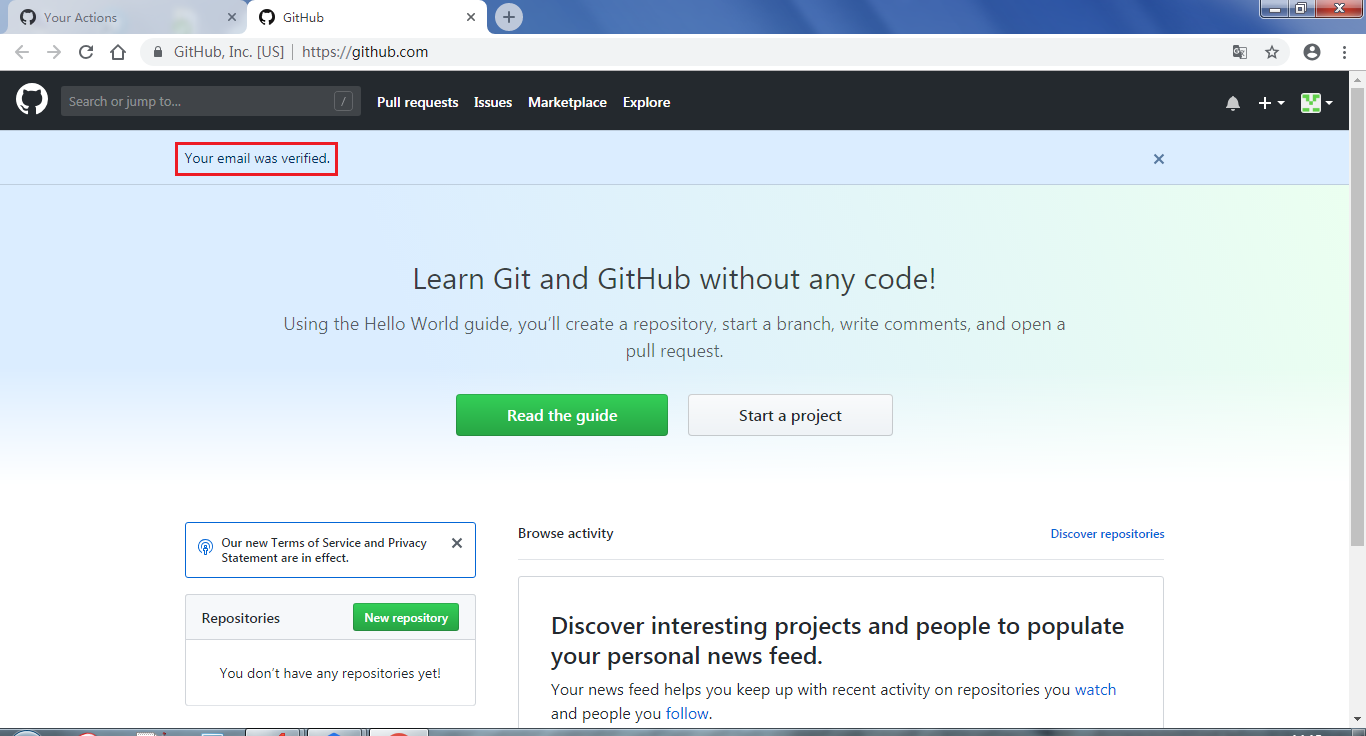 Your Actions
GitHub
GitHub, Inc. [US] | https://github.com
Search or jump to...
/
Pull requests
Issues
Marketplace
Explore
Your email was verified.
Learn Git and GitHub without any code!
Using the Hello World guide, you’ll create a repository, start a branch, write comments, and open a
pull request.
Read the guide
Start a project
Our new Terms of Service and Privacy
Statement are in effect.
Repositories
New repository
You don’t have any repositories yet!
Browse activity
Discover repositories
Discover interesting projects and people to populate
your personal news feed.
Your news feed helps you keep up with recent activity on repositories you watch
and people you follow.